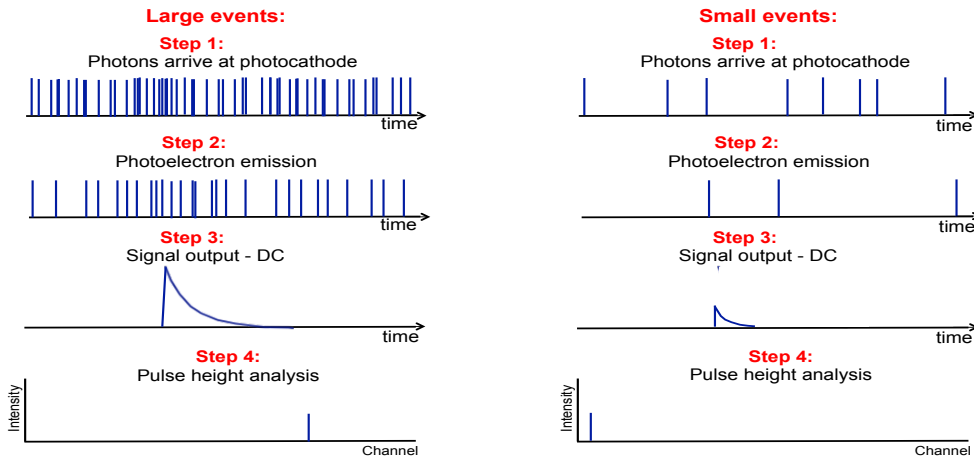 Large events:
Step 1:
Photons arrive at photocathode
time
Step 2:
Photoelectron emission
time
Step 3:
Signal output - DC
time
Step 4:
Pulse height analysis
Intensity
Channel
Small events:
Step 1:
Photons arrive at photocathode
time
Step 2:
Photoelectron emission
time
Step 3:
Signal output - DC
time
Step 4:
Pulse height analysis
Intensity
Channel